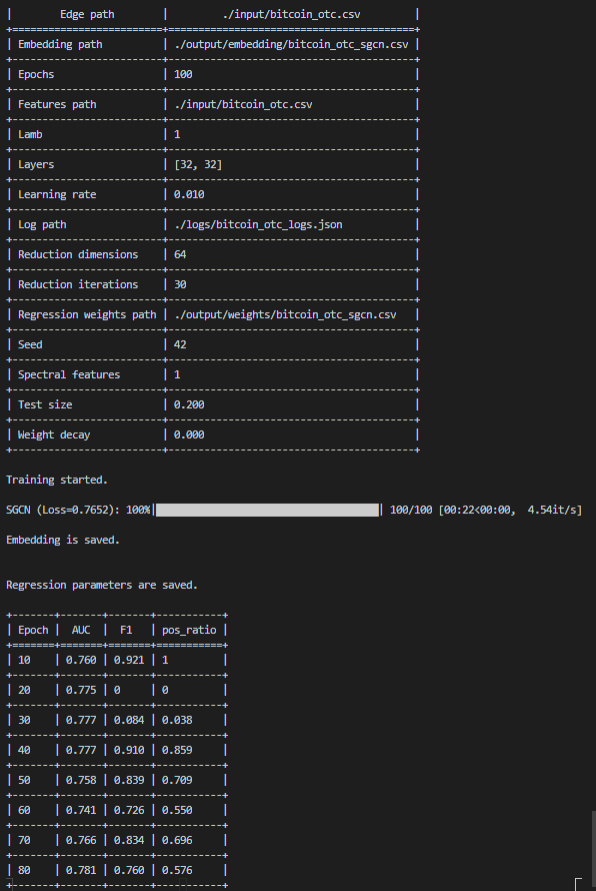 | Edge path | ./input/bitcoin_otc.csv |
+=========================+=========================================+
| Embedding path | ./output/embedding/bitcoin_otc_sgcn.csv |
+-------------------------+-----------------------------------------+
| Epochs | 100 |
+-------------------------+-----------------------------------------+
| Features path | ./input/bitcoin_otc.csv |
+-------------------------+-----------------------------------------+
| Lamb | 1 |
+-------------------------+-----------------------------------------+
| Layers | [32, 32] |
+-------------------------+-----------------------------------------+
| Learning rate | 0.010 |
+-------------------------+-----------------------------------------+
| Log path | ./logs/bitcoin_otc_logs.json |
+-------------------------+-----------------------------------------+
| Reduction dimensions | 64 |
+-------------------------+-----------------------------------------+
| Reduction iterations | 30 |
+-------------------------+-----------------------------------------+
| Regression weights path | ./output/weights/bitcoin_otc_sgcn.csv |
+-------------------------+-----------------------------------------+
| Seed | 42 |
+-------------------------+-----------------------------------------+
| Spectral features | 1 |
+-------------------------+-----------------------------------------+
| Test size | 0.200 |
+-------------------------+-----------------------------------------+
| Weight decay | 0.000 |
+-------------------------+-----------------------------------------+
Training started.
SGCN (Loss=0.7652): 100%| | 100/100 [00:22<00:00, 4.54it/s]
Embedding is saved.
Regression parameters are saved.
+-------+-------+-------+-----------+
| Epoch | AUC | F1 | pos_ratio |
+=======+=======+=======+===========+
| 10 | 0.760 | 0.921 | 1 |
+-------+-------+-------+-----------+
| 20 | 0.775 | 0 | 0 |
+-------+-------+-------+-----------+
| 30 | 0.777 | 0.084 | 0.038 |
+-------+-------+-------+-----------+
| 40 | 0.777 | 0.910 | 0.859 |
+-------+-------+-------+-----------+
| 50 | 0.758 | 0.839 | 0.709 |
+-------+-------+-------+-----------+
| 60 | 0.741 | 0.726 | 0.550 |
+-------+-------+-------+-----------+
| 70 | 0.766 | 0.834 | 0.696 |
+-------+-------+-------+-----------+
| 80 | 0.781 | 0.760 | 0.576 |
+-------+-------+-------+-----------+